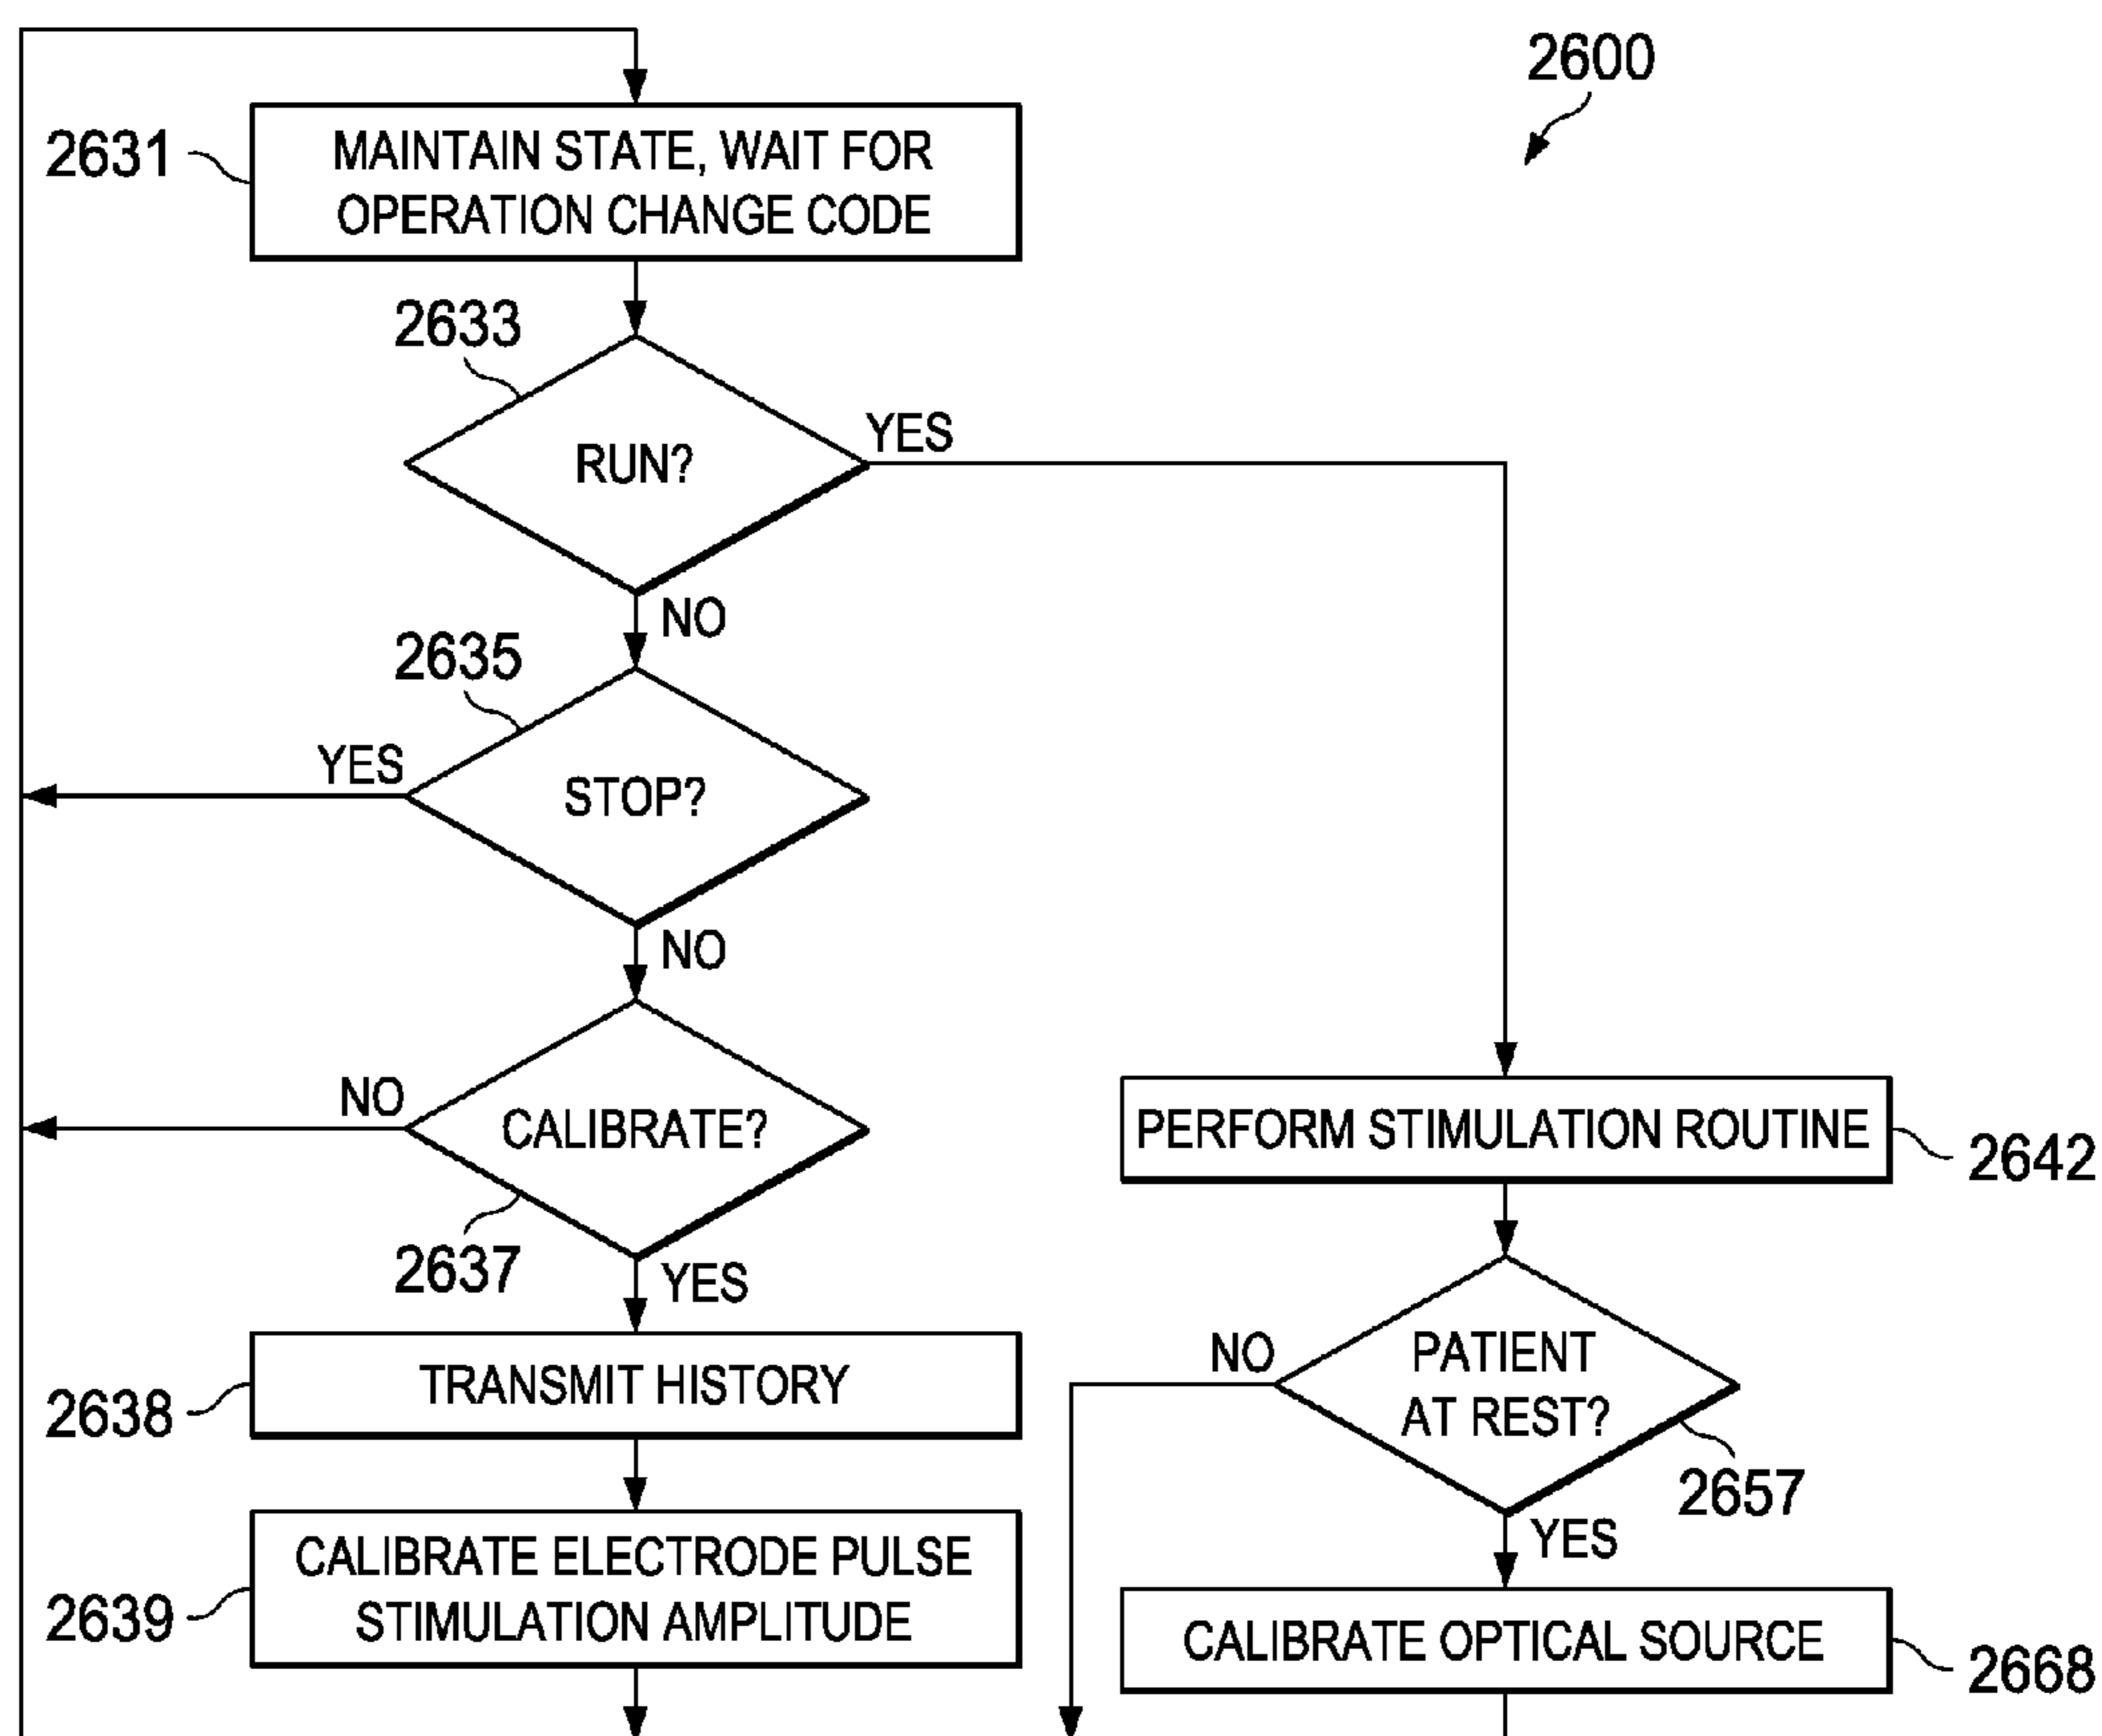 2600
2631
MAINTAIN STATE, WAIT FOR
OPERATION CHANGE CODE
2633
RUN?
YES
NO
2635
YES
STOP?
NO
NO
CALIBRATE?
2637
YES
PERFORM STIMULATION ROUTINE
2642
TRANSMIT HISTORY
2638
NO
PATIENT
AT REST?
2657
YES
CALIBRATE ELECTRODE PULSE
STIMULATION AMPLITUDE
2639
CALIBRATE OPTICAL SOURCE
2668